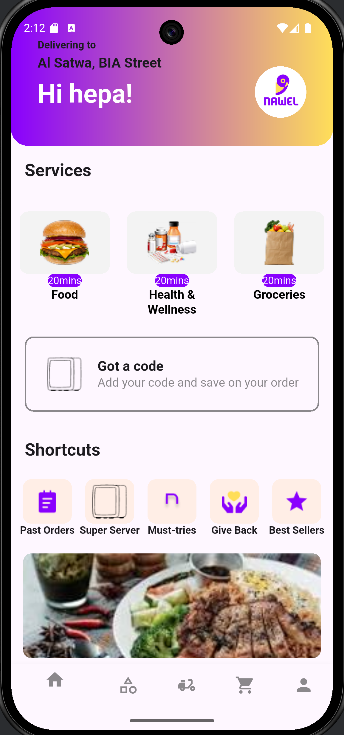 2:12
Delivering to
Al Satwa, BIA Street
Hi hepa!
NAWEL
Services
20mins 20mins 20mins
Food Health & Groceries
Wellness
Got a code
Add your code and save on your order
Shortcuts
Past Orders Super Server Must-tries Give Back Best Sellers